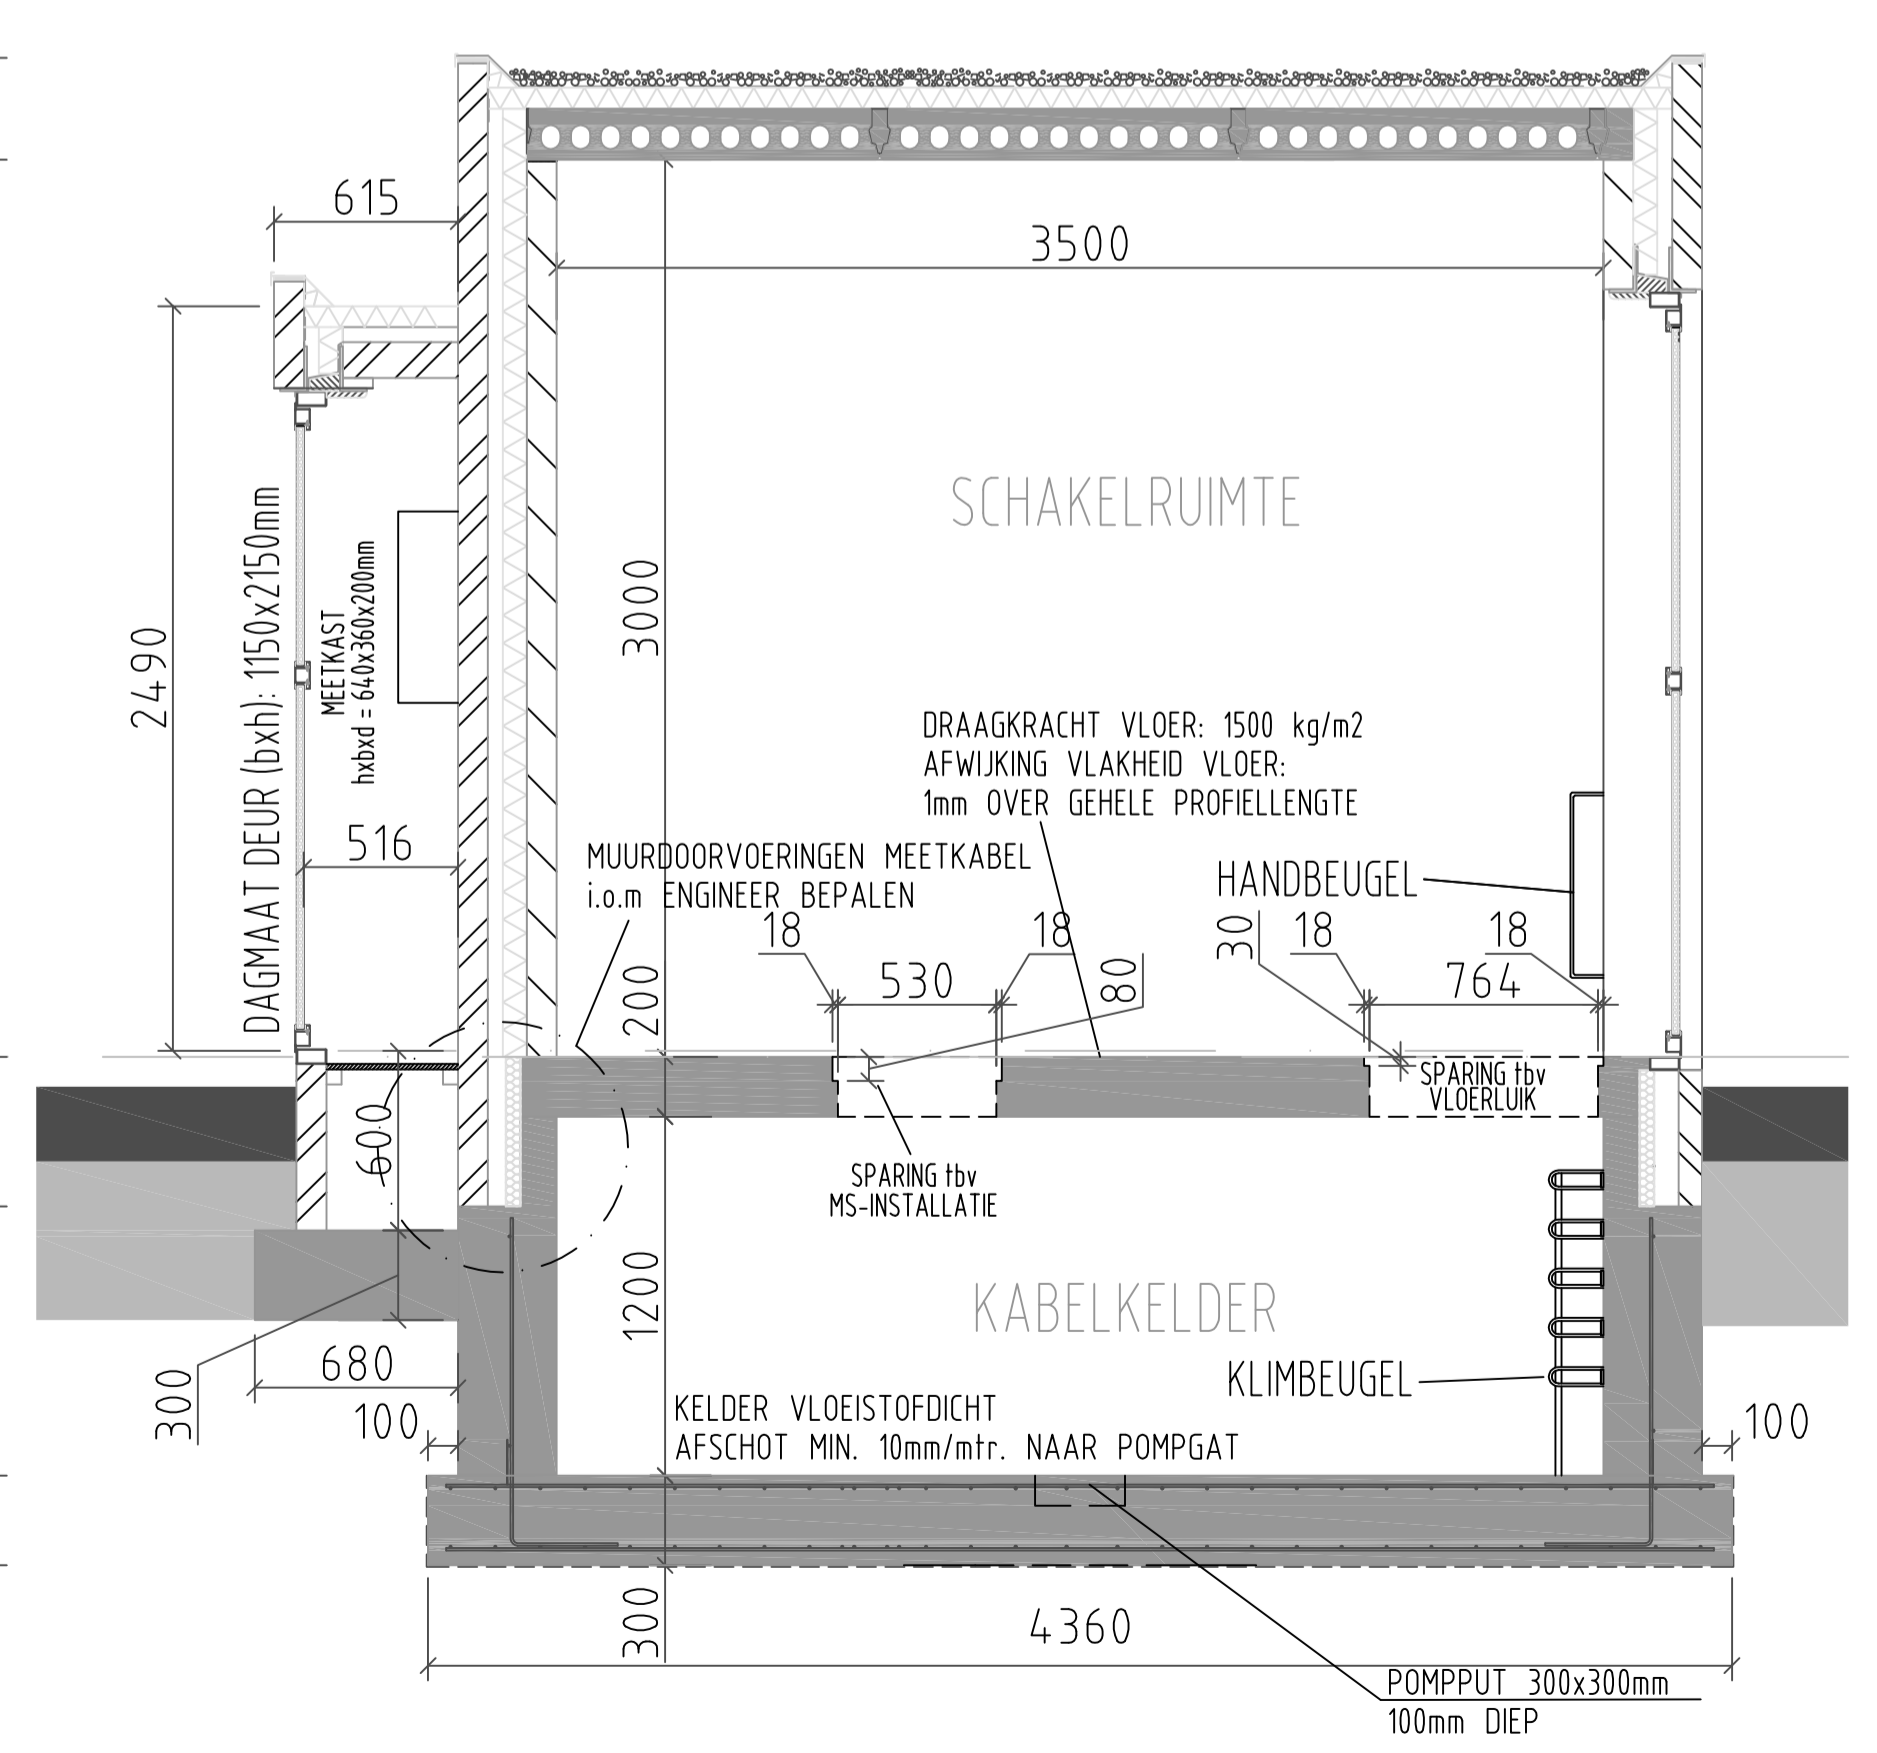 615
3500
SCHAKELRUIMTE
2490
DAGMAAT DEUR (bxh): 1150x2150mm
MEETKAST
hxbxd = 640x360x200mm
3000
DRAAGKRACHT VLOER: 1500 kg/m2
AFWIJKING VLAKHEID VLOER:
1mm OVER GEHELE PROFIELLENGTE
516
MUURDOORVOERINGEN MEETKABEL
i.o.m ENGINEER BEPALEN
HANDBEUGEL
18
18
30
18
18
200
530
80
764
SPARING tbv
VLOERLUIK
600
SPARING tbv
MS-INSTALLATIE
1200
KABELKELDER
680
300
KLIMBEUGEL
100
KELDER VLOEISTOFDICHT
AFSCHOT MIN. 10mm/mtr. NAAR POMPGAT
100
300
4360
POMPPUT 300x300mm
100mm DIEP